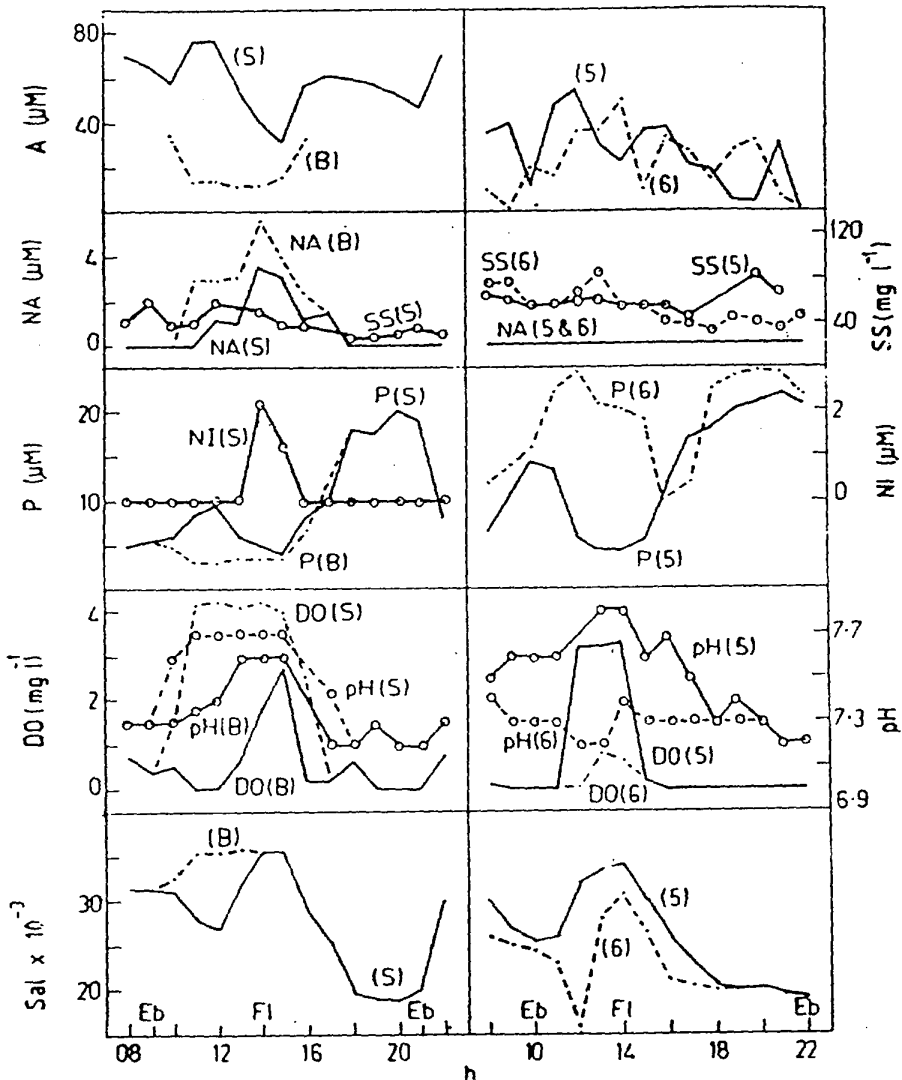 A (µM)
80
40
(S)
(B)
(5)
(6)
NA (µM)
4
2
0
NA(B)
SS(S)
NA(S)
SS(6)
SS(5)
NA(5&6)
120
40
SS(mg l⁻¹)
P (µM)
20
10
NI(S)
P(S)
P(B)
P(6)
P(5)
2
0
NI (µM)
DO(mg l⁻¹)
4
2
0
DO(S)
pH(S)
pH(B)
DO(B)
pH(5)
pH(6)
DO(5)
DO(6)
7·7
7·3
6·9
pH
Sal x 10⁻³
30
20
(B)
(S)
(5)
(6)
Eb Fl Eb Eb Fl Eb
08 12 16 20 10 14 18 22
h